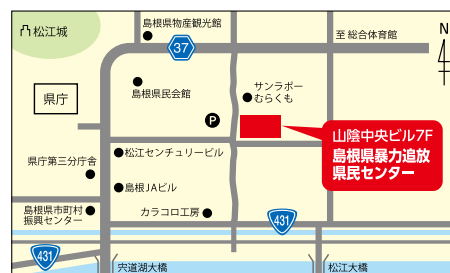 島根県物産観光館
松江城
37
至 総合体育館
N
4
島根県民会館
サンラポー
むらくも
県庁
P
山陰中央ビル7F
島根県暴力追放
県民センター
松江センチュリービル
県庁第三分庁舎
島根JAビル
島根県市町村
振興センター
カラコロ工房
431
431
宍道湖大橋
松江大橋